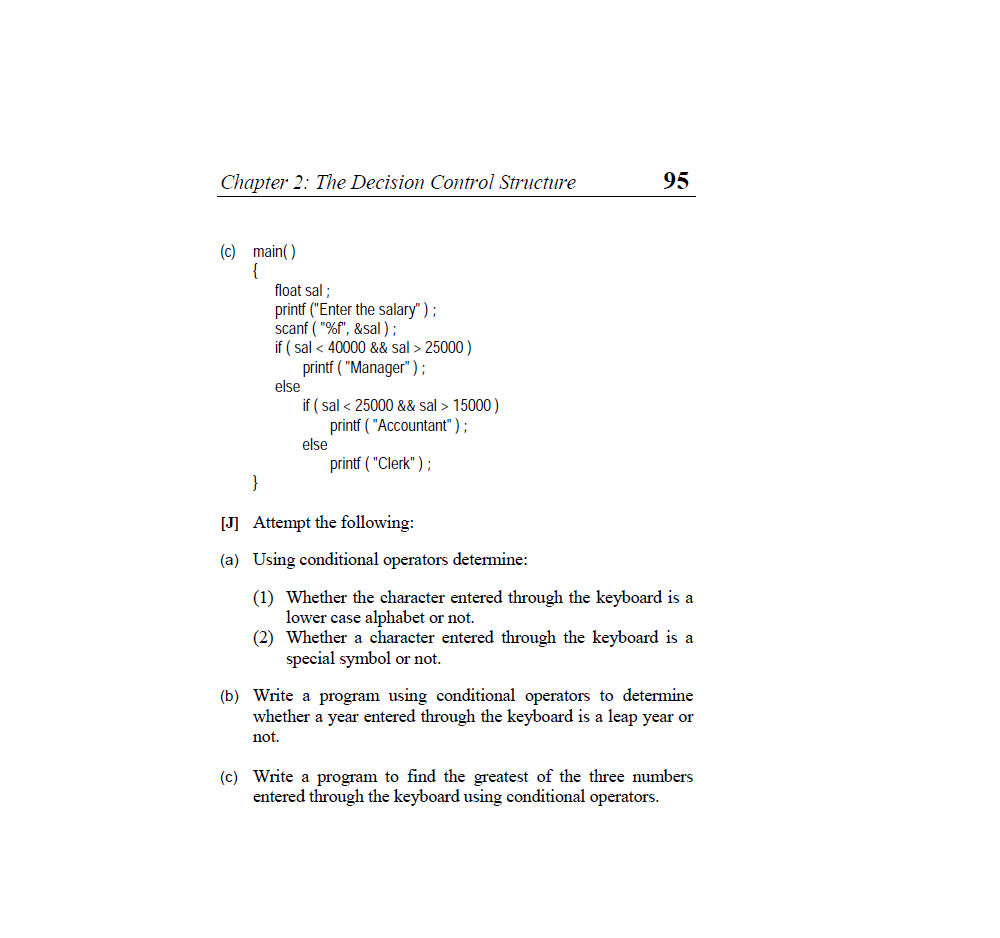 Chapter 2: The Decision Control Structure 95
(c) main( )
{
float sal ;
printf ("Enter the salary" ) ;
scanf ( "%f", &sal ) ;
if ( sal < 40000 && sal > 25000 )
printf ( "Manager" ) ;
else
if ( sal < 25000 && sal > 15000 )
printf ( "Accountant" ) ;
else
printf ( "Clerk" ) ;
}
[J] Attempt the following:
(a) Using conditional operators determine:
(1) Whether the character entered through the keyboard is a
lower case alphabet or not.
(2) Whether a character entered through the keyboard is a
special symbol or not.
(b) Write a program using conditional operators to determine
whether a year entered through the keyboard is a leap year or
not.
(c) Write a program to find the greatest of the three numbers
entered through the keyboard using conditional operators.